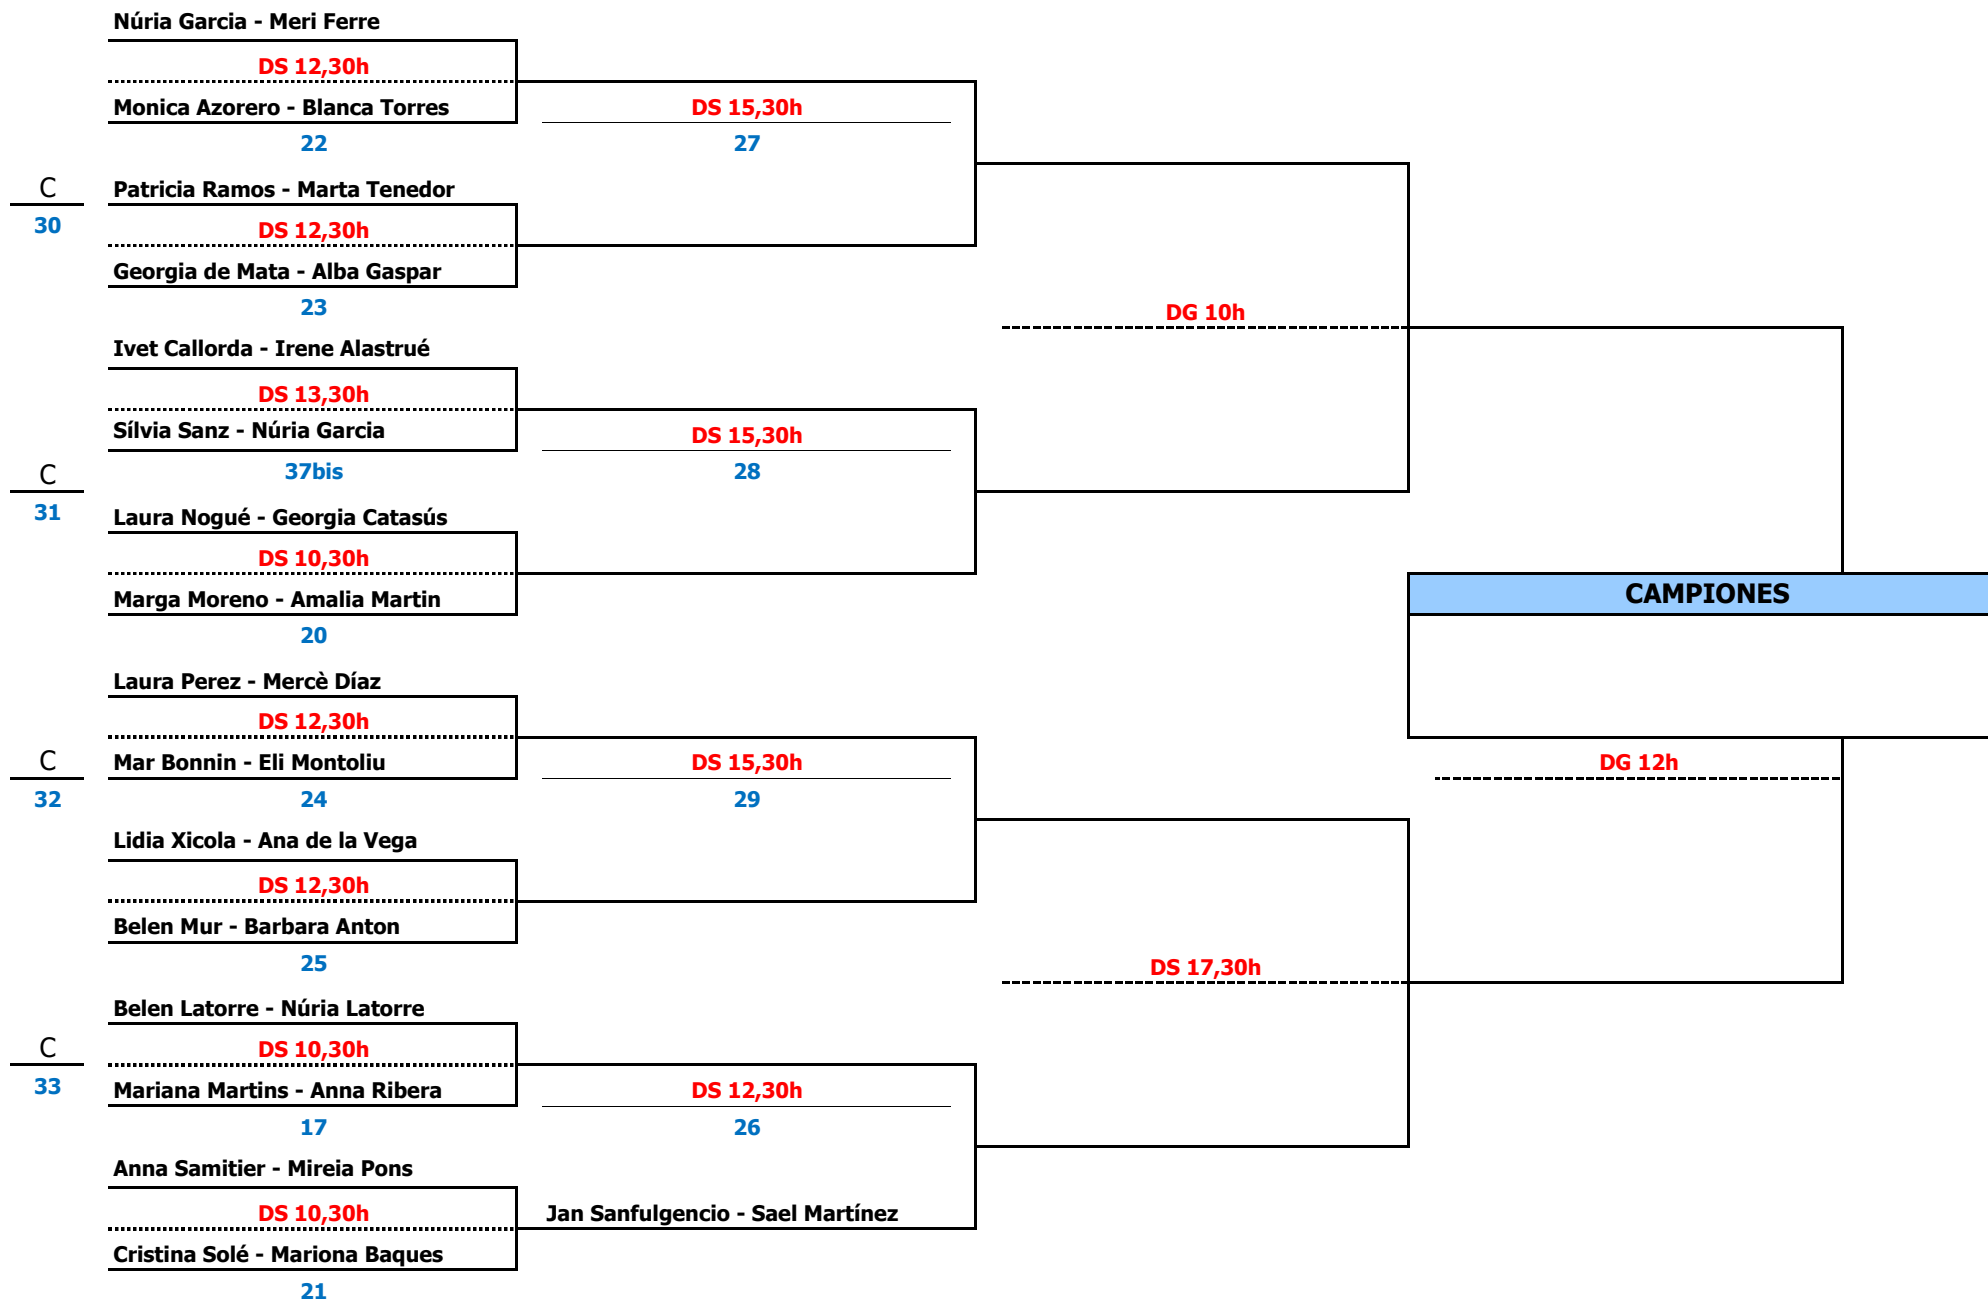 Núria Garcia - Meri Ferre
DS 12,30h
Monica Azorero - Blanca Torres
DS 15,30h
22
27
C
Patricia Ramos - Marta Tenedor
30
DS 12,30h
Georgia de Mata - Alba Gaspar
23
DG 10h
Ivet Callorda - Irene Alastrué
DS 13,30h
Sílvia Sanz - Núria Garcia
DS 15,30h
37bis
28
C
31
Laura Nogué - Georgia Catasús
DS 10,30h
Marga Moreno - Amalia Martin
CAMPIONES
20
Laura Perez - Mercè Díaz
DS 12,30h
C
Mar Bonnin - Eli Montoliu
DS 15,30h
DG 12h
32
24
29
Lidia Xicola - Ana de la Vega
DS 12,30h
Belen Mur - Barbara Anton
25
DS 17,30h
Belen Latorre - Núria Latorre
C
DS 10,30h
33
Mariana Martins - Anna Ribera
DS 12,30h
17
26
Anna Samitier - Mireia Pons
DS 10,30h
Jan Sanfulgencio - Sael Martínez
Cristina Solé - Mariona Baques
21